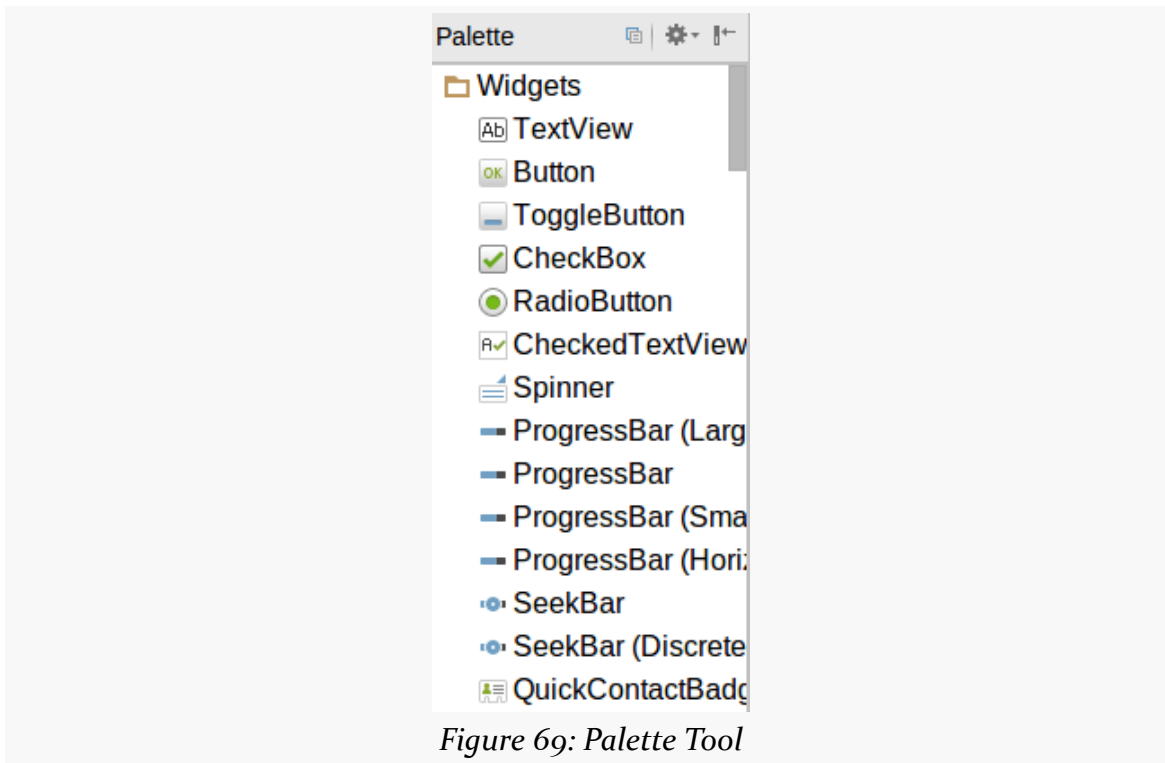 Palette
Widgets
Ab TextView
OK Button
ToggleButton
CheckBox
RadioButton
A CheckedTextView
Spinner
ProgressBar (Larg
ProgressBar
ProgressBar (Sma
ProgressBar (Hori
SeekBar
SeekBar (Discrete
QuickContactBadg
Figure 69: Palette Tool